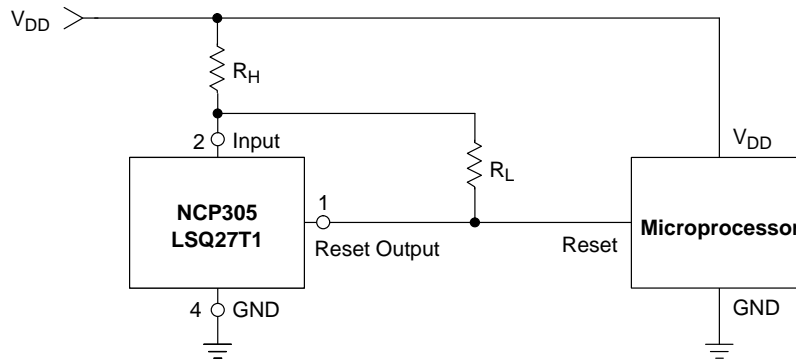 V_DD
R_H
2 Input
V_DD
R_L
NCP305
LSQ27T1
1
Reset Output
Reset
Microprocessor
4 GND
GND